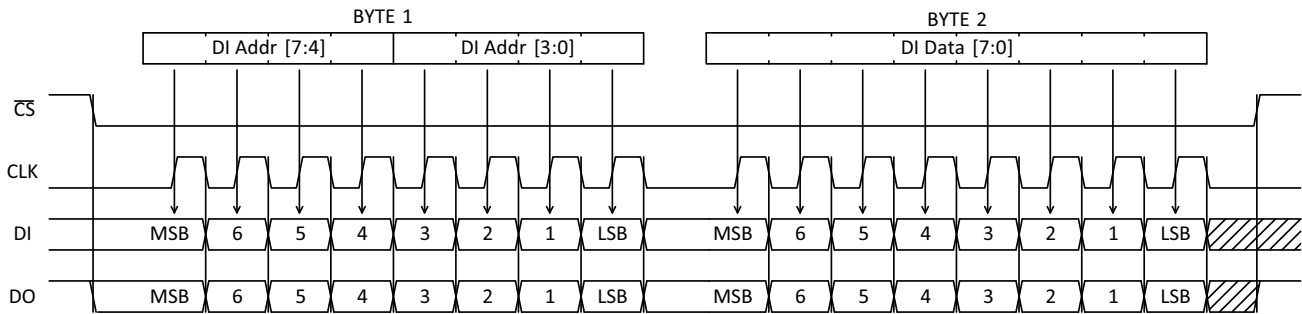 BYTE 1 BYTE 2
DI Addr [7:4] DI Addr [3:0] DI Data [7:0]
CS
CLK
DI MSB 6 5 4 3 2 1 LSB MSB 6 5 4 3 2 1 LSB
DO MSB 6 5 4 3 2 1 LSB MSB 6 5 4 3 2 1 LSB